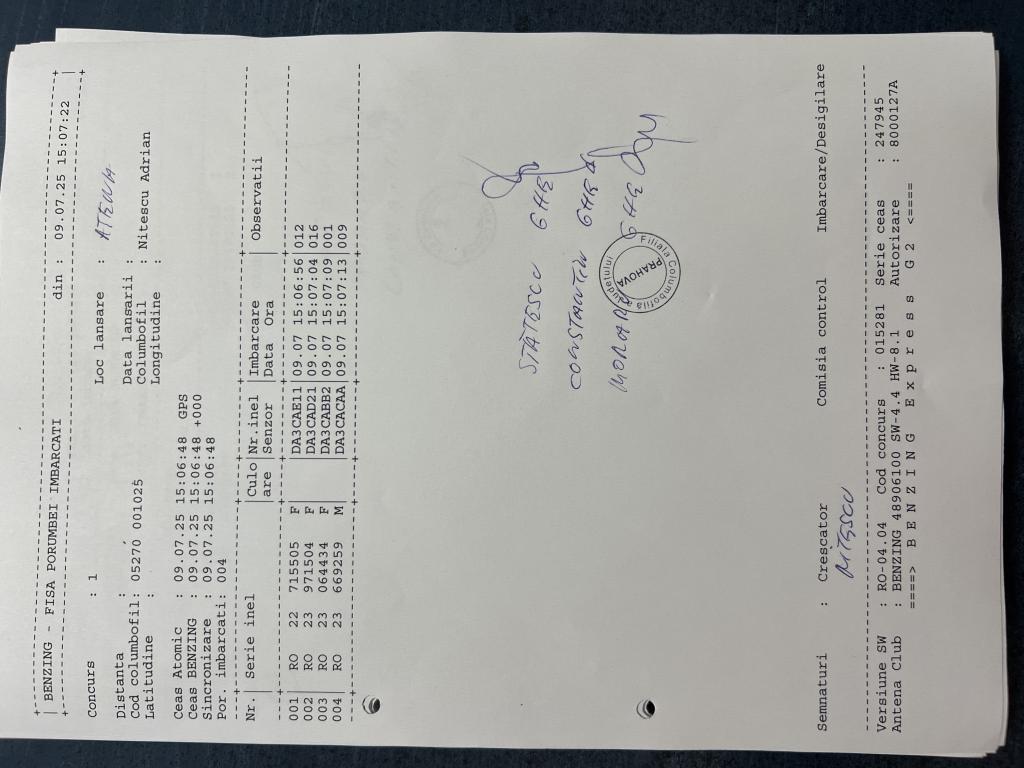 BENZING - FISA PORUMBEI IMBARCATI din : 09.07.25 15:07:22
Concurs : 1 Loc lansare : ATENA
Distanta : Data lansarii :
Cod columbofil: 05270 001025 Columbofil : Nitescu Adrian
Latitudine : Longitudine :
Ceas Atomic : 09.07.25 15:06:48 GPS
Ceas BENZING : 09.07.25 15:06:48 +000
Sincronizare : 09.07.25 15:06:48
Por. imbarcati: 004
Nr.| Serie inel |Culo|Nr.inel |Imbarcare | Observatii
|are |Senzor |Data Ora |
001 | RO 22 715505 F |DA3CAE11|09.07 15:06:56| 012
002 | RO 23 971504 F |DA3CAD21|09.07 15:07:04| 016
003 | RO 23 064434 F |DA3CABB2|09.07 15:07:09| 001
004 | RO 23 669259 M |DA3CACAA|09.07 15:07:13| 009
STATESCU GHE
CONSTANTIN GHE
GHE
Filiala Columbofila a Judetului
PRAHOVA
Semnaturi : Crescator Comisia control Imbarcare/Desigilare
NITESCU
Versiune SW : RO-04.04 Cod concurs : 015281 Serie ceas : 247945
Antena Club : BENZING 48906100 SW-4.4 HW-8.1 Autorizare : 8000127A
====> B E N Z I N G E x p r e s s G 2 <====